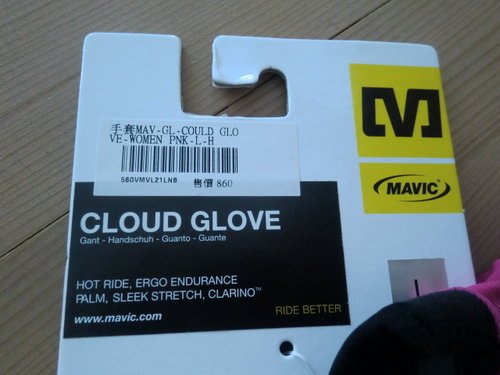 手套MAV-GL-COULD GLO
VE-WOMEN PNK-L-H
58GVMVL21LNB
售價 860
CLOUD GLOVE
Gant - Handschuh - Guanto - Guante
HOT RIDE, ERGO ENDURANCE
PALM, SLEEK STRETCH, CLARINO™
www.mavic.com
RIDE BETTER
MAVIC